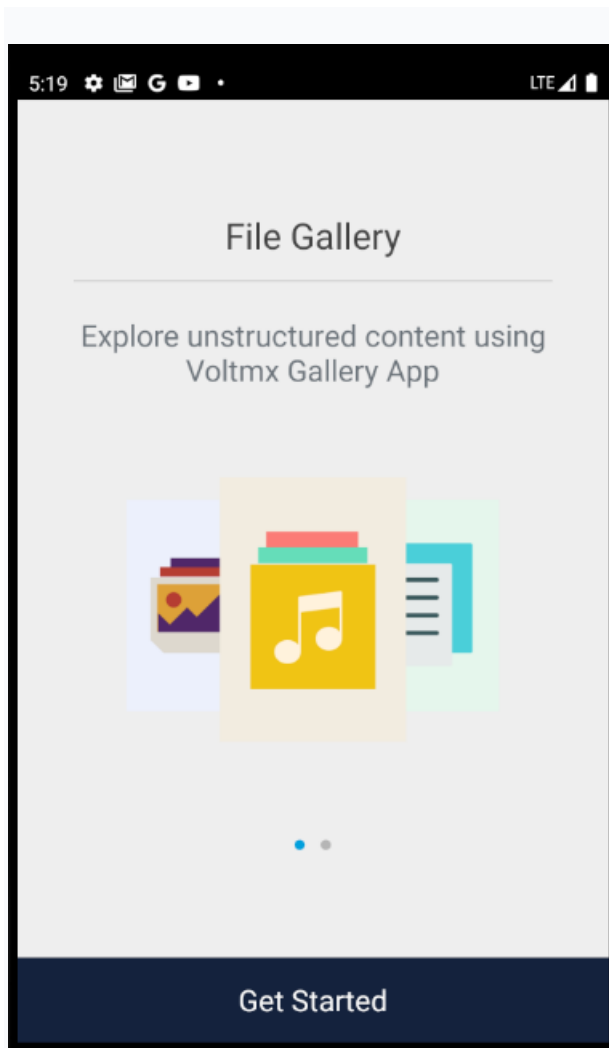 5:19 LTE
File Gallery
Explore unstructured content using
Voltmx Gallery App
Get Started